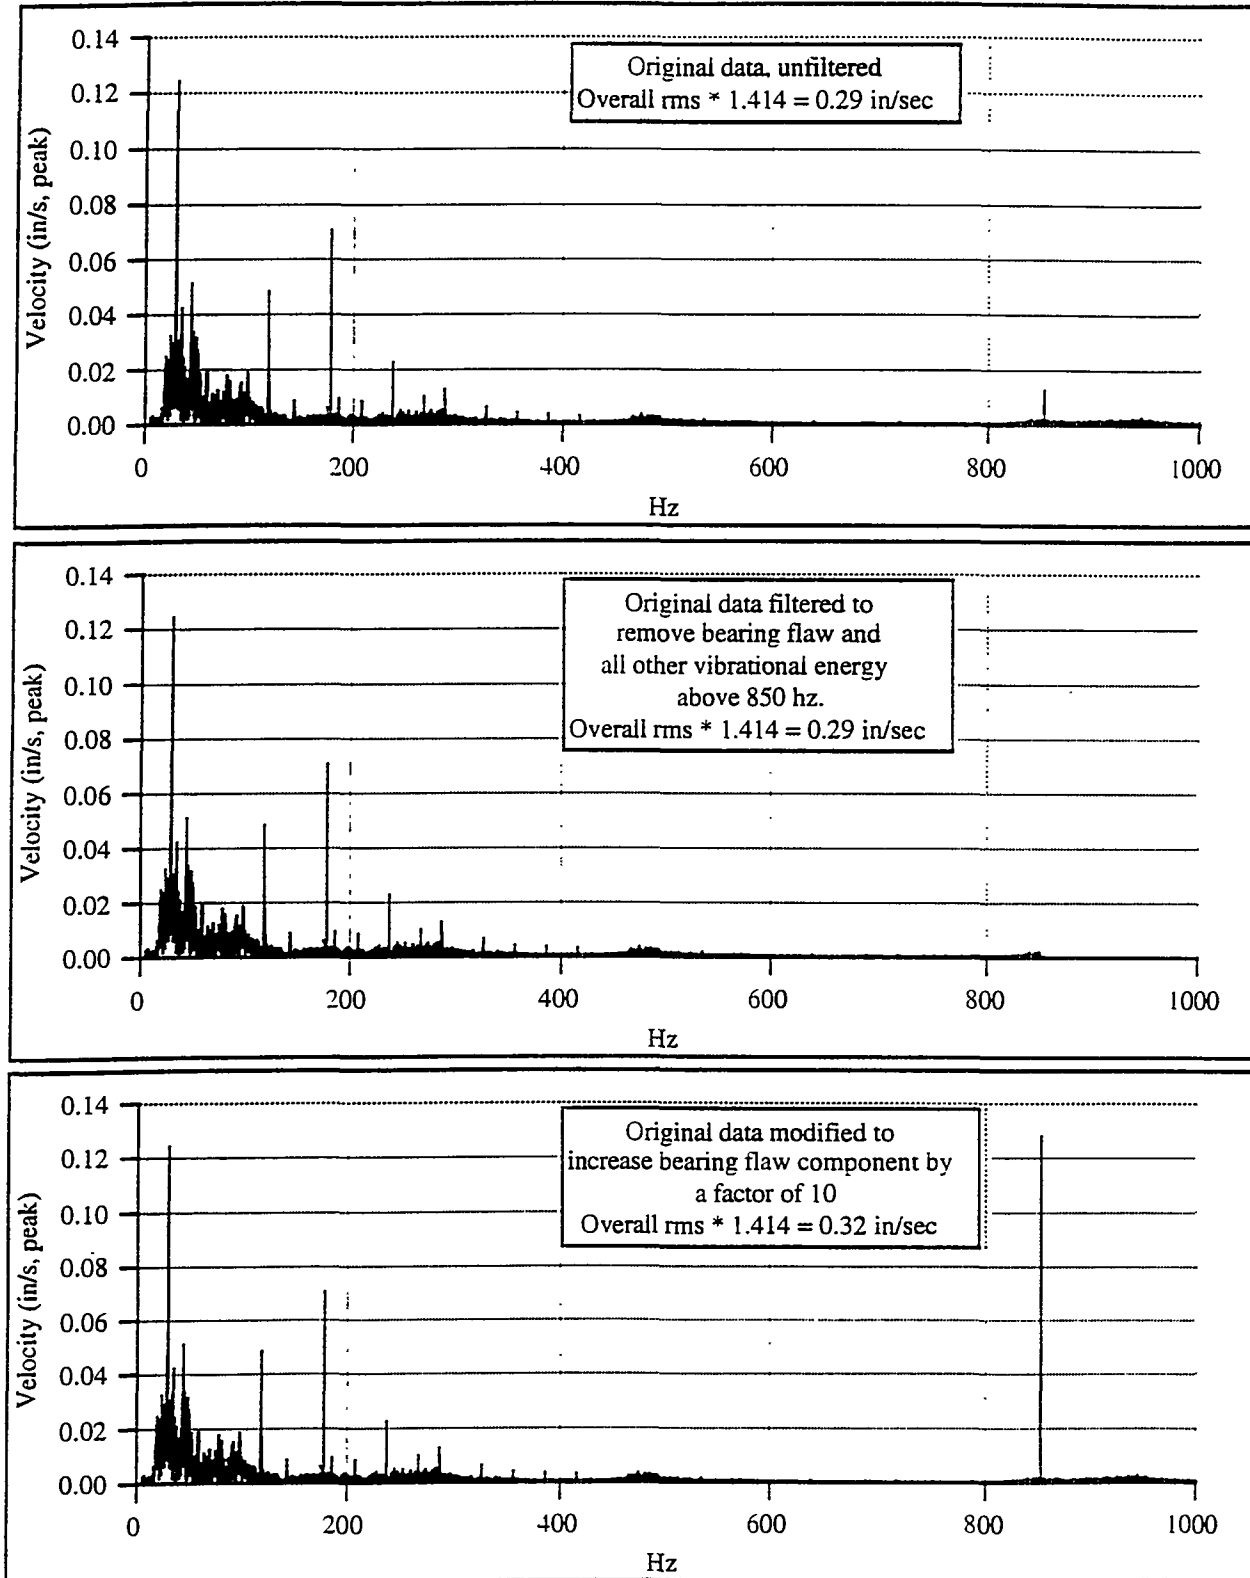 0.14
0.12
0.10
0.08
0.06
0.04
0.02
0.00
Velocity (in/s, peak)
Original data, unfiltered
Overall rms * 1.414 = 0.29 in/sec
0 200 400 600 800 1000
Hz
0.14
0.12
0.10
0.08
0.06
0.04
0.02
0.00
Velocity (in/s, peak)
Original data filtered to
remove bearing flaw and
all other vibrational energy
above 850 hz.
Overall rms * 1.414 = 0.29 in/sec
0 200 400 600 800 1000
Hz
0.14
0.12
0.10
0.08
0.06
0.04
0.02
0.00
Velocity (in/s, peak)
Original data modified to
increase bearing flaw component by
a factor of 10
Overall rms * 1.414 = 0.32 in/sec
0 200 400 600 800 1000
Hz